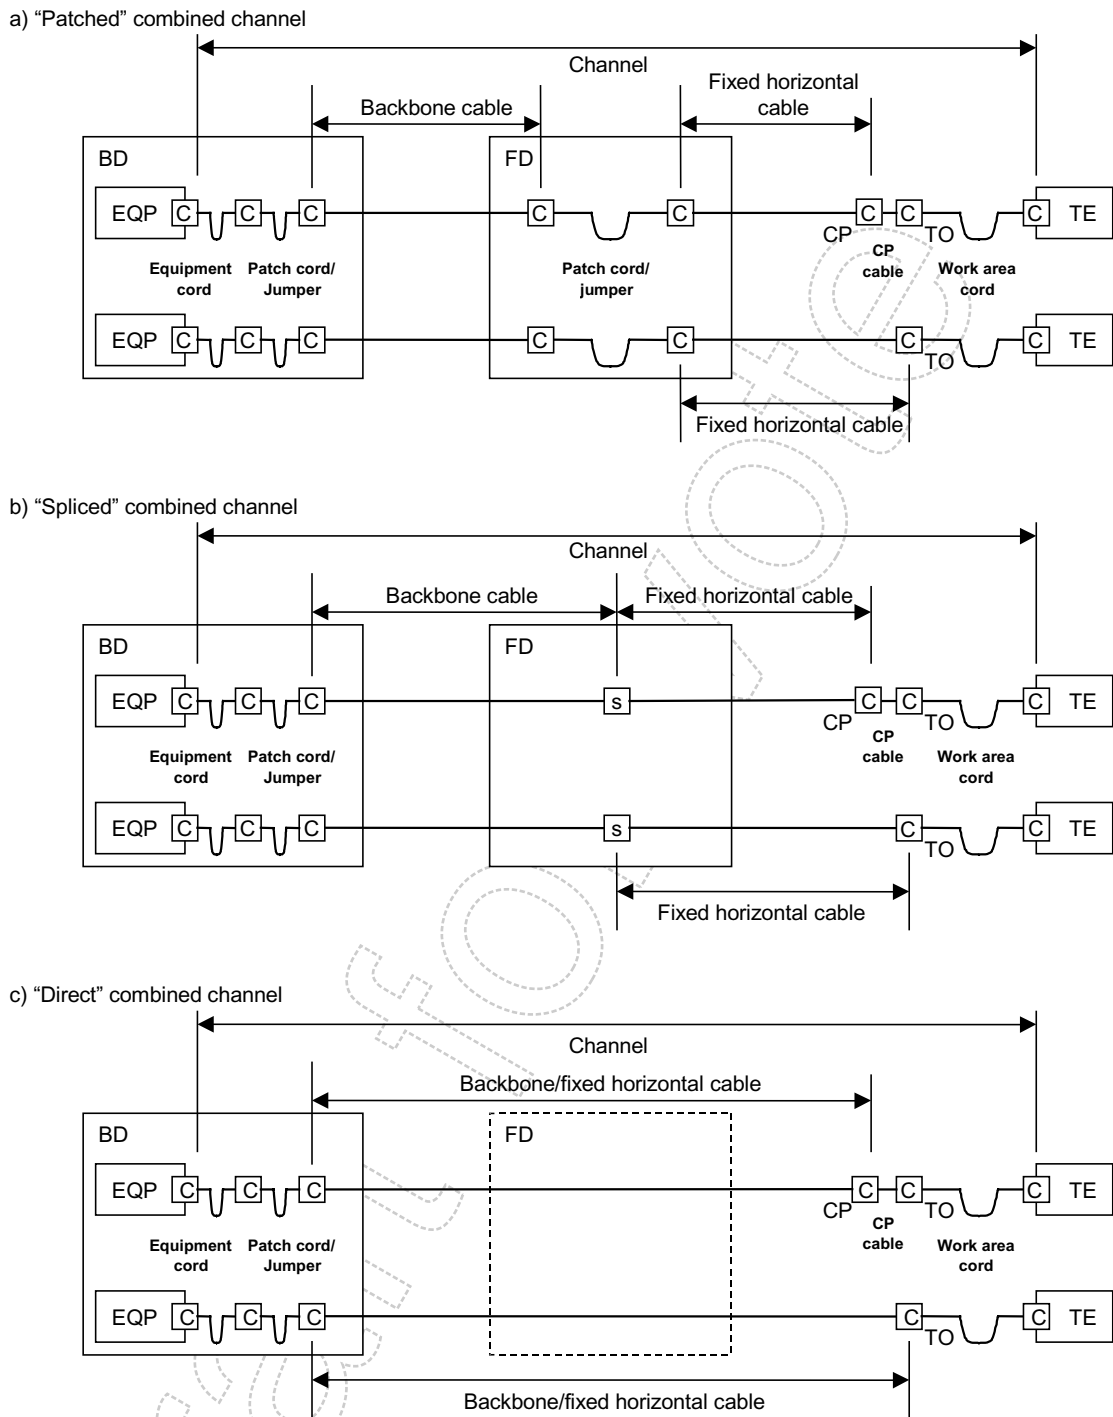 a) “Patched” combined channel
Channel
Backbone cable
Fixed horizontal
cable
BD
FD
EQP C C C C C C C C TE
CP TO
Equipment
cord
Patch cord/
Jumper
Patch cord/
jumper
CP
cable
Work area
cord
EQP C C C C C C C TE
TO
Fixed horizontal cable
b) “Spliced” combined channel
Channel
Backbone cable
Fixed horizontal cable
BD
FD
EQP C C C s C C C TE
CP TO
Equipment
cord
Patch cord/
Jumper
CP
cable
Work area
cord
EQP C C C s C C TE
TO
Fixed horizontal cable
c) “Direct” combined channel
Channel
Backbone/fixed horizontal cable
BD
FD
EQP C C C C C C TE
CP TO
Equipment
cord
Patch cord/
Jumper
CP
cable
Work area
cord
EQP C C C C C TE
TO
Backbone/fixed horizontal cable